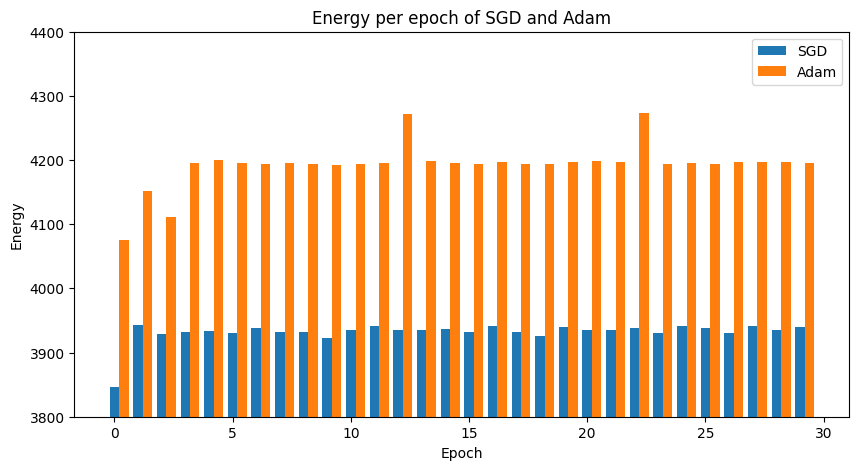 Energy per epoch of SGD and Adam
SGD
Adam
Energy
4400
4300
4200
4100
4000
3900
3800
0 5 10 15 20 25 30
Epoch